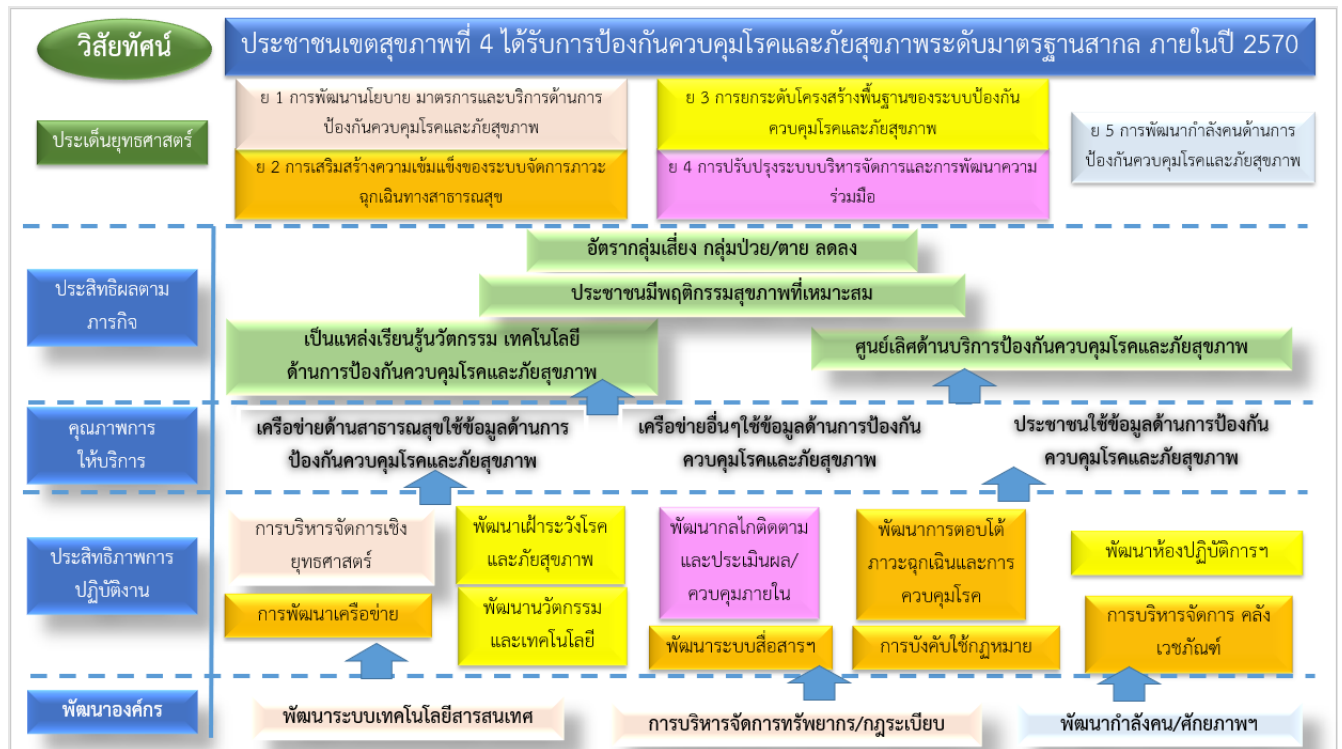 วิสัยทัศน์
ประชาชนเขตสุขภาพที่ 4 ได้รับการป้องกันควบคุมโรคและภัยสุขภาพระดับมาตรฐานสากล ภายในปี 2570
ประเด็นยุทธศาสตร์
ย 1 การพัฒนานโยบาย มาตรการและบริการด้านการ
ป้องกันควบคุมโรคและภัยสุขภาพ
ย 2 การเสริมสร้างความเข้มแข็งของระบบจัดการภาวะ
ฉุกเฉินทางสาธารณสุข
ย 3 การยกระดับโครงสร้างพื้นฐานของระบบป้องกัน
ควบคุมโรคและภัยสุขภาพ
ย 4 การปรับปรุงระบบบริหารจัดการและการพัฒนาความ
ร่วมมือ
ย 5 การพัฒนากำลังคนด้านการ
ป้องกันควบคุมโรคและภัยสุขภาพ
ประสิทธิผลตาม
ภารกิจ
อัตรากลุ่มเสี่ยง กลุ่มป่วย/ตาย ลดลง
ประชาชนมีพฤติกรรมสุขภาพที่เหมาะสม
เป็นแหล่งเรียนรู้นวัตกรรม เทคโนโลยี
ด้านการป้องกันควบคุมโรคและภัยสุขภาพ
ศูนย์เลิศด้านบริการป้องกันควบคุมโรคและภัยสุขภาพ
คุณภาพการ
ให้บริการ
เครือข่ายด้านสาธารณสุขใช้ข้อมูลด้านการ
ป้องกันควบคุมโรคและภัยสุขภาพ
เครือข่ายอื่นๆใช้ข้อมูลด้านการป้องกัน
ควบคุมโรคและภัยสุขภาพ
ประชาชนใช้ข้อมูลด้านการป้องกัน
ควบคุมโรคและภัยสุขภาพ
ประสิทธิภาพการ
ปฏิบัติงาน
การบริหารจัดการเชิง
ยุทธศาสตร์
การพัฒนาเครือข่าย
พัฒนาเฝ้าระวังโรค
และภัยสุขภาพ
พัฒนานวัตกรรม
และเทคโนโลยี
พัฒนากลไกติดตาม
และประเมินผล/
ควบคุมภายใน
พัฒนาระบบสื่อสารฯ
พัฒนาการตอบโต้
ภาวะฉุกเฉินและการ
ควบคุมโรค
การบังคับใช้กฎหมาย
พัฒนาห้องปฏิบัติการฯ
การบริหารจัดการ คลัง
เวชภัณฑ์
พัฒนาองค์กร
พัฒนาระบบเทคโนโลยีสารสนเทศ
การบริหารจัดการทรัพยากร/กฎระเบียบ
พัฒนากำลังคน/ศักยภาพฯ